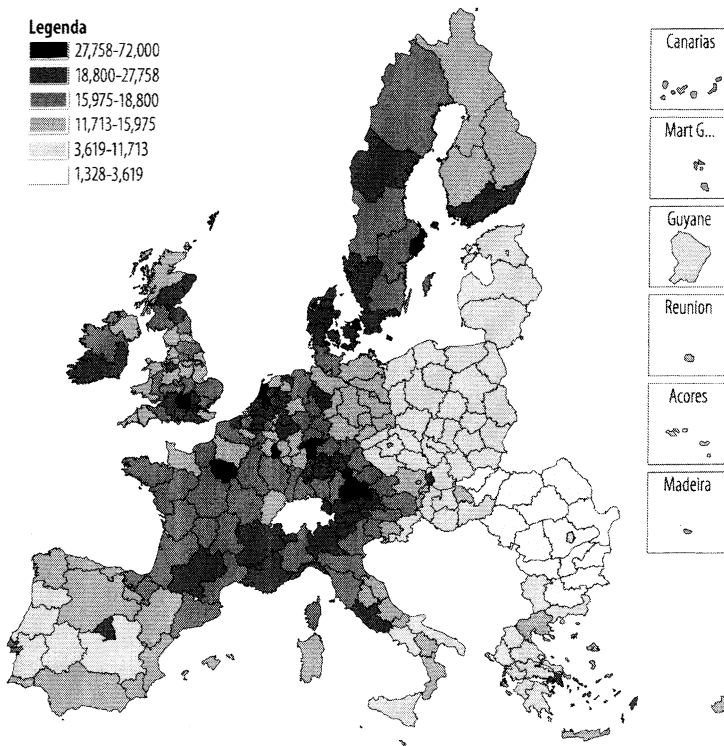 Legenda
27,758-72,000
18,800-27,758
15,975-18,800
11,713-15,975
3,619-11,713
1,328-3,619
Canarias
Mart G...
Guyane
Reunion
Acores
Madeira